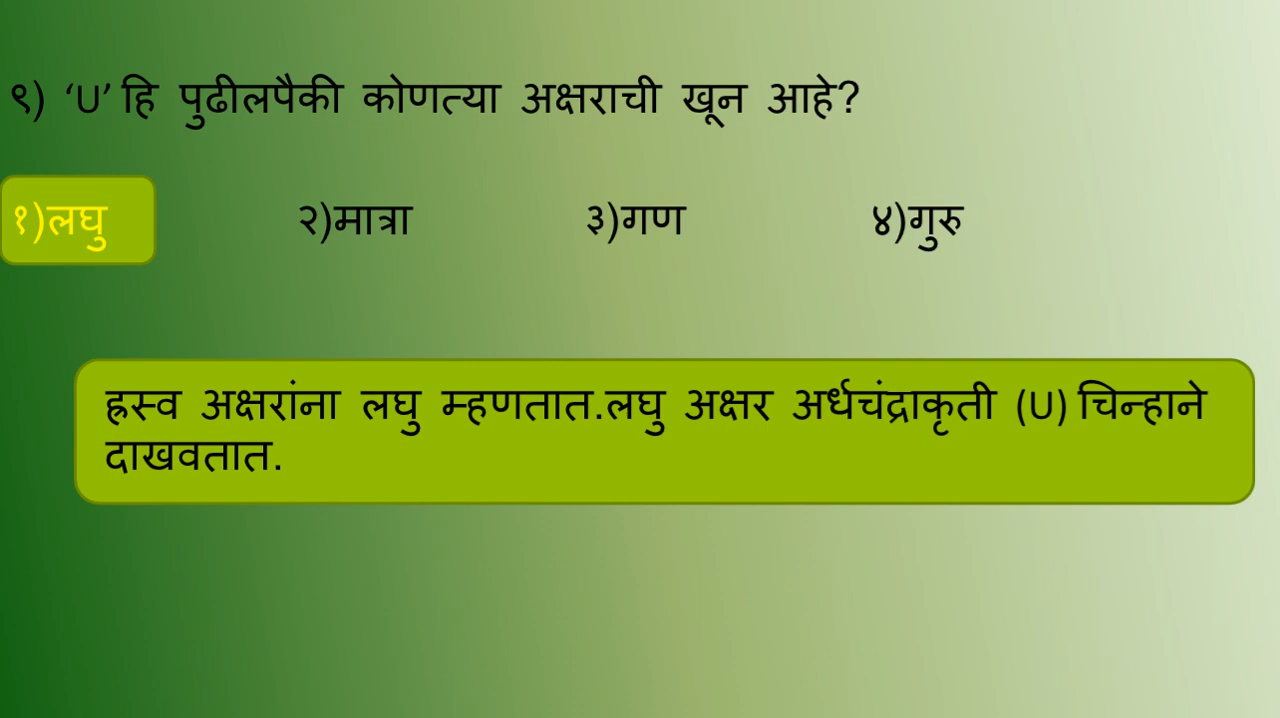 ९) ‘U’ हि पुढीलपैकी कोणत्या अक्षराची खून आहे?
१)लघु २)मात्रा ३)गण ४)गुरु
ह्रस्व अक्षरांना लघु म्हणतात.लघु अक्षर अर्धचंद्राकृती (U) चिन्हाने
दाखवतात.